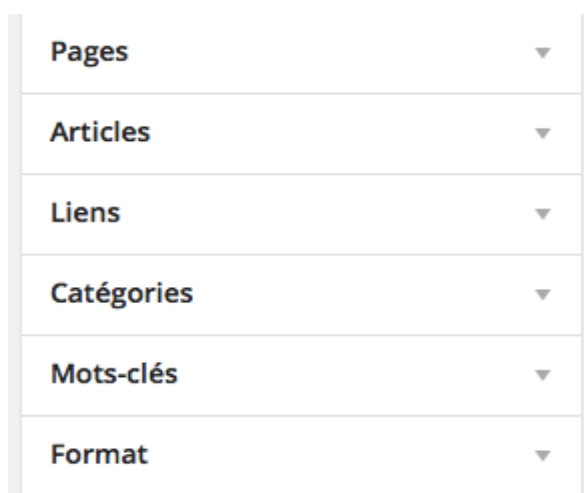 Pages
Articles
Liens
Catégories
Mots-clés
Format